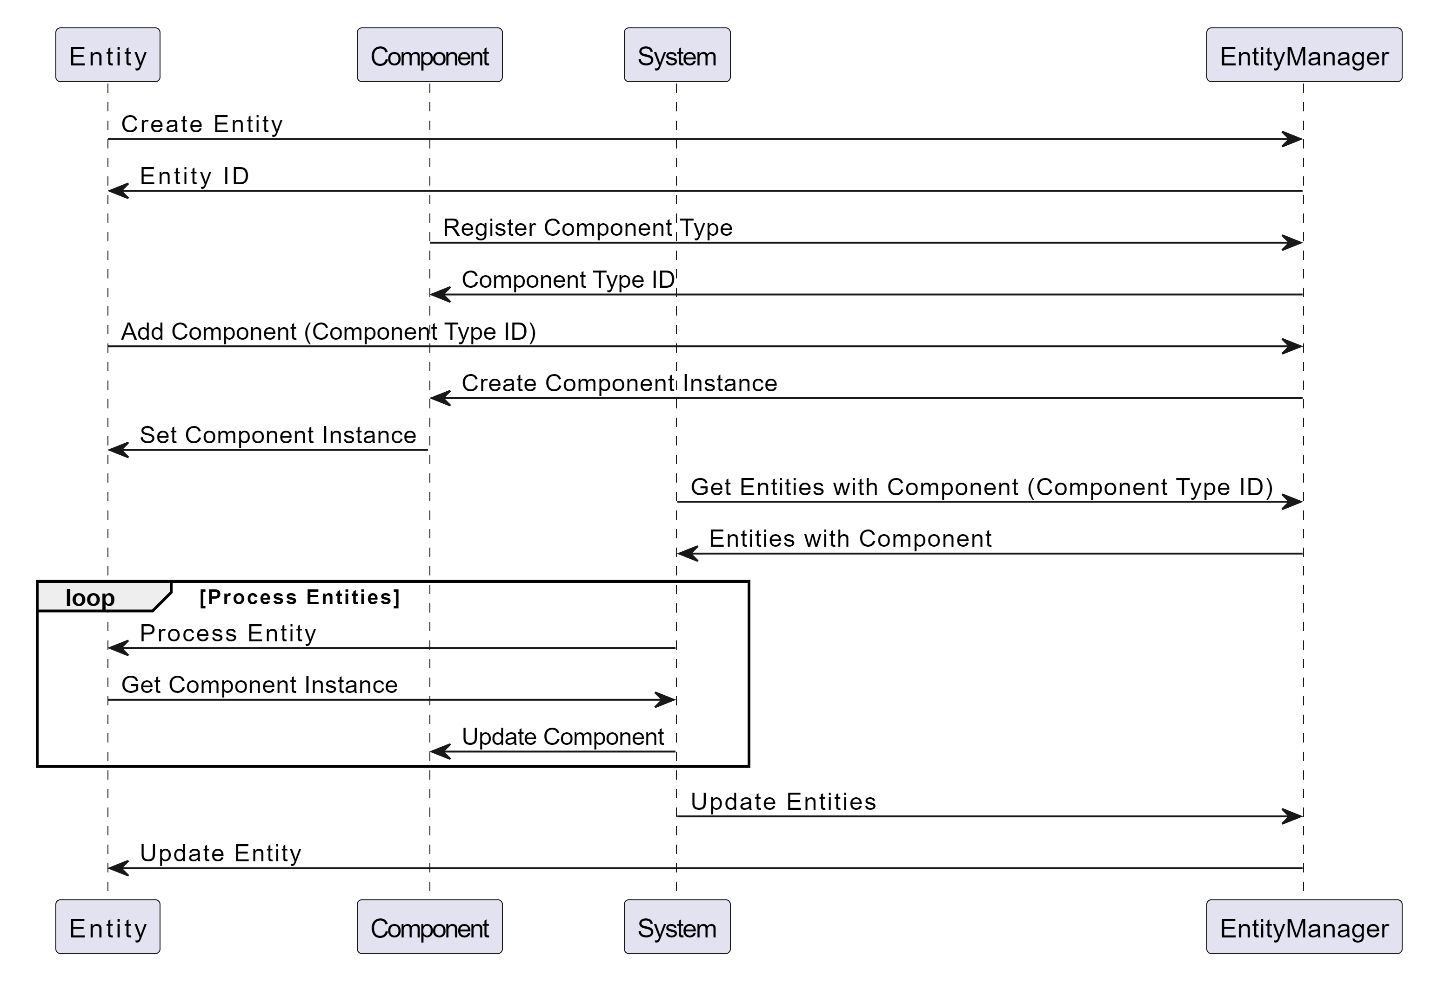 Entity
Component
System
EntityManager
Create Entity
Entity ID
Register Component Type
Component Type ID
Add Component (Component Type ID)
Create Component Instance
Set Component Instance
Get Entities with Component (Component Type ID)
Entities with Component
loop
[Process Entities]
Process Entity
Get Component Instance
Update Component
Update Entities
Update Entity
Entity
Component
System
EntityManager